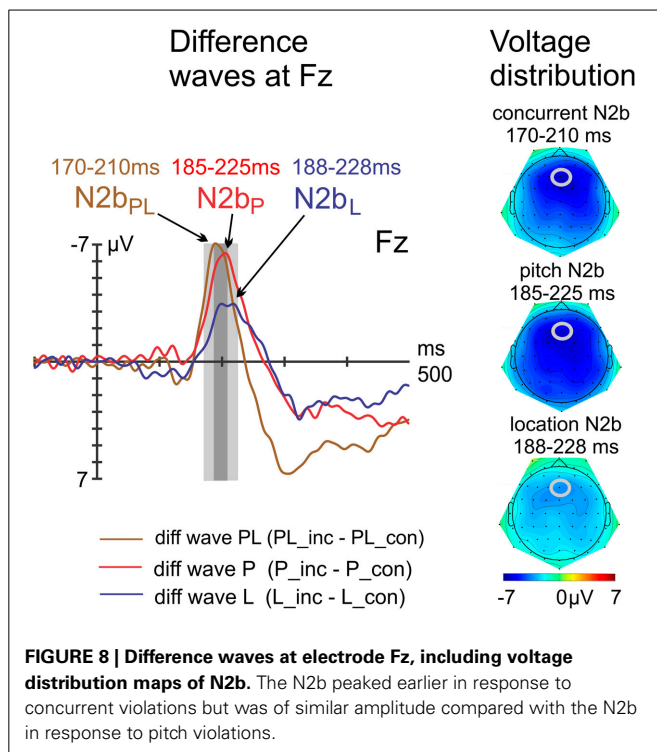 Difference
waves at Fz
Voltage
distribution
concurrent N2b
170-210 ms
170-210ms 185-225ms 188-228ms
N2bPL N2bP N2bL
Fz
-7 µV
pitch N2b
185-225 ms
ms
500
location N2b
188-228 ms
7
diff wave PL (PL_inc - PL_con)
diff wave P (P_inc - P_con)
diff wave L (L_inc - L_con)
-7 0µV 7
FIGURE 8 | Difference waves at electrode Fz, including voltage
distribution maps of N2b. The N2b peaked earlier in response to
concurrent violations but was of similar amplitude compared with the N2b
in response to pitch violations.